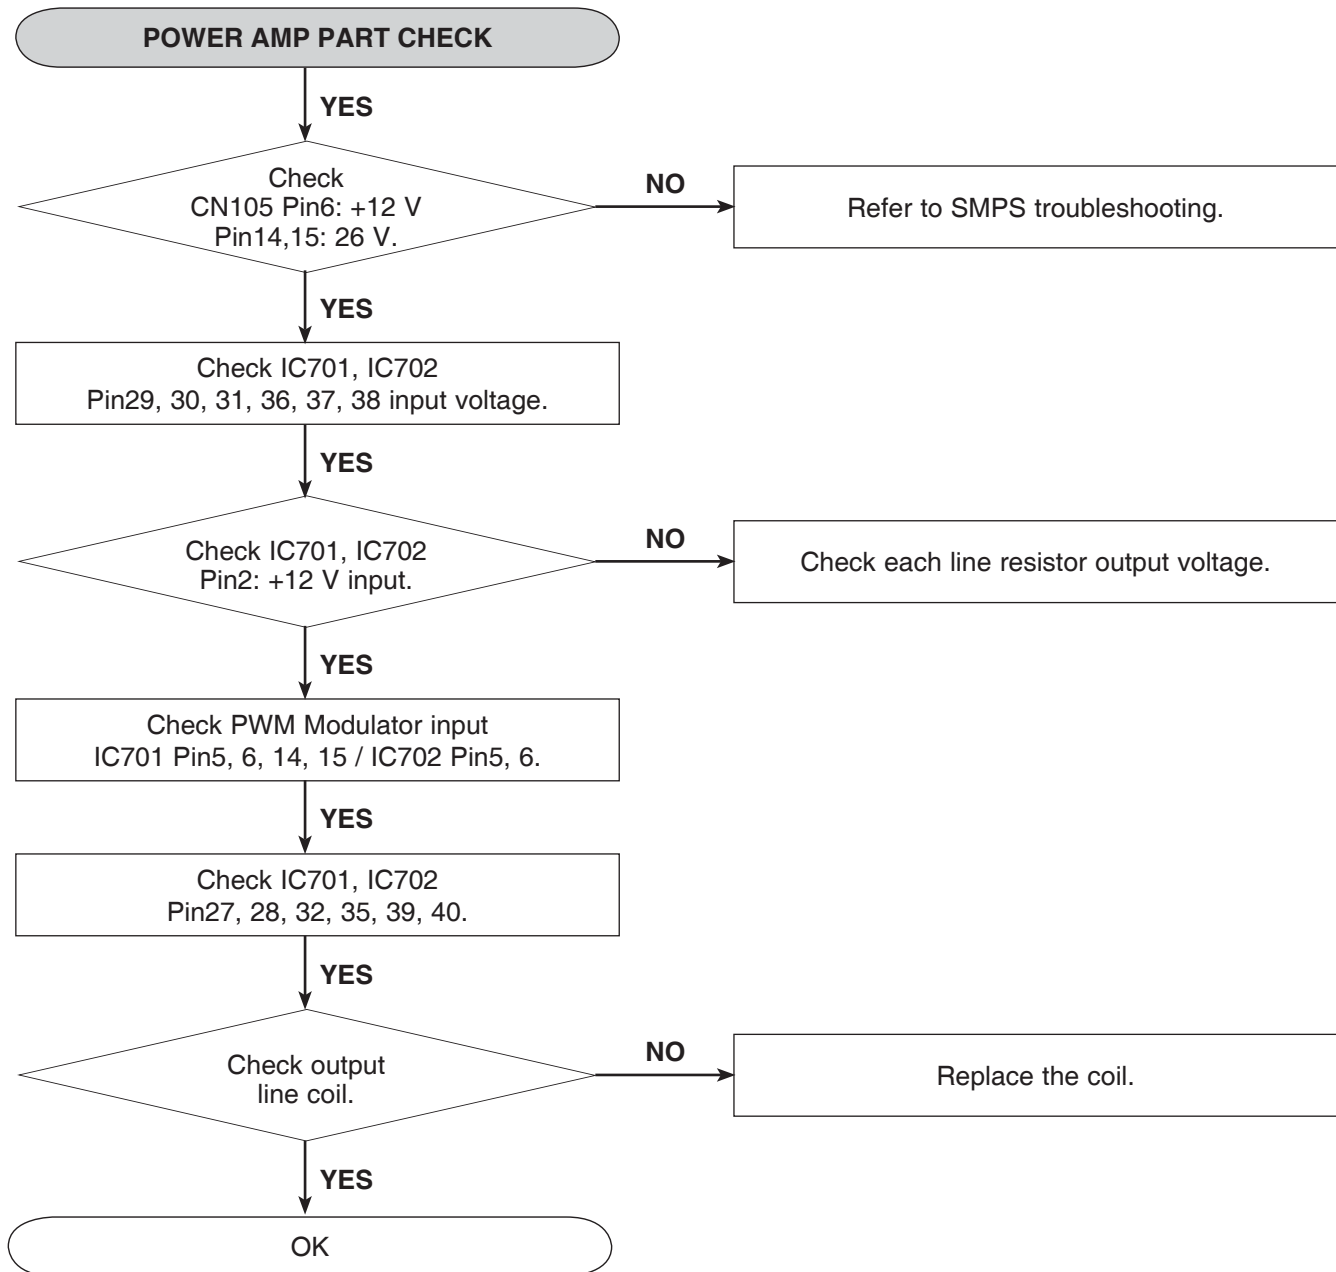 POWER AMP PART CHECK
YES
Check
CN105 Pin6: +12 V
Pin14,15: 26 V.
NO
Refer to SMPS troubleshooting.
YES
Check IC701, IC702
Pin29, 30, 31, 36, 37, 38 input voltage.
YES
Check IC701, IC702
Pin2: +12 V input.
NO
Check each line resistor output voltage.
YES
Check PWM Modulator input
IC701 Pin5, 6, 14, 15 / IC702 Pin5, 6.
YES
Check IC701, IC702
Pin27, 28, 32, 35, 39, 40.
YES
Check output
line coil.
NO
Replace the coil.
YES
OK